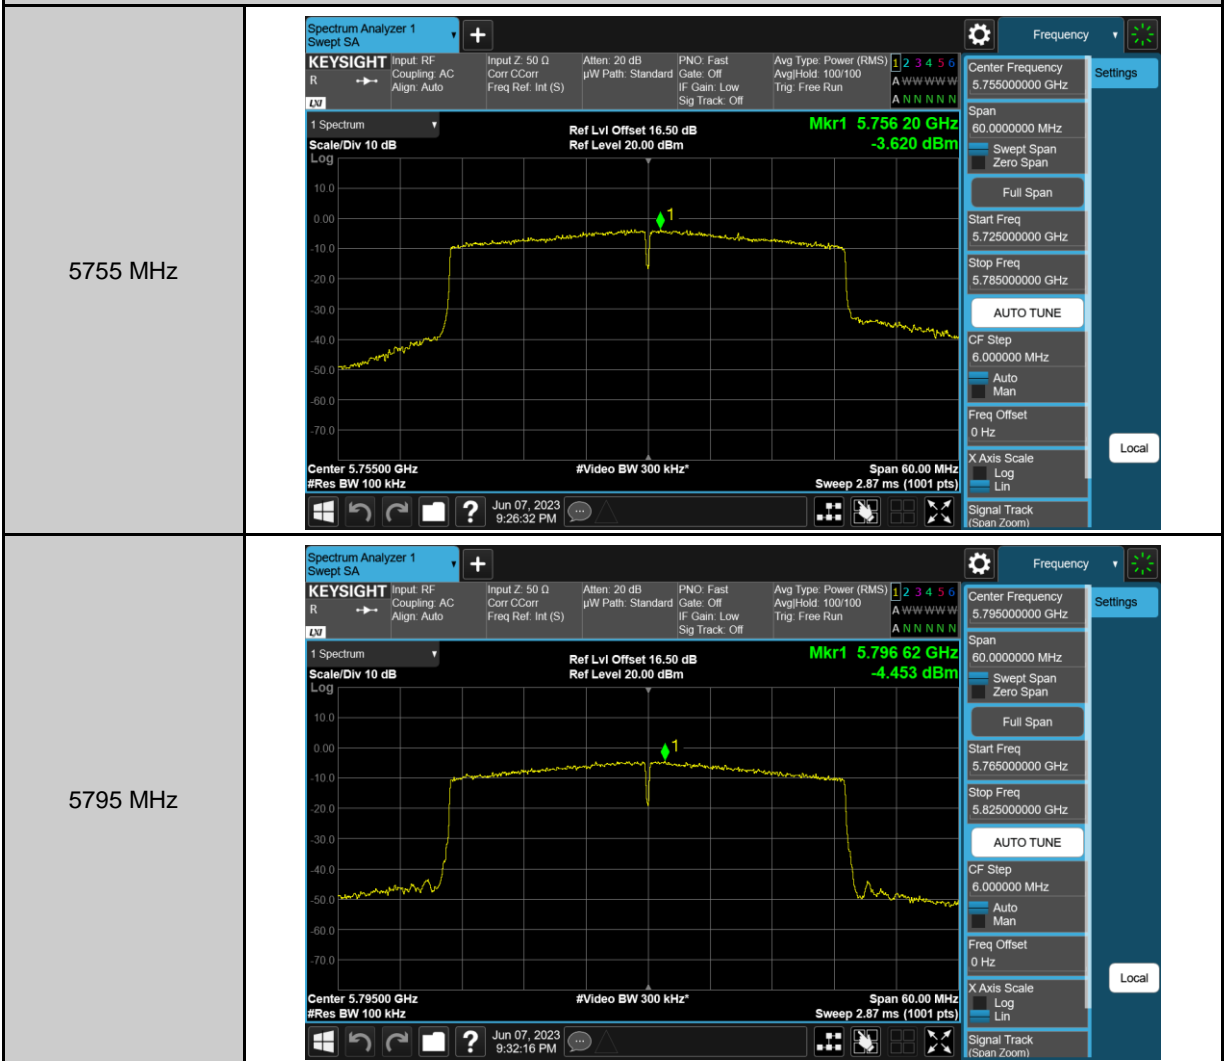 5755 MHz
Spectrum Analyzer 1
Swept SA
Frequency
KEYSIGHT
R
LXI
Input: RF
Coupling: AC
Align: Auto
Input Z: 50 Ω
Corr CCorr
Freq Ref: Int (S)
Atten: 20 dB
µW Path: Standard
PNO: Fast
Gate: Off
IF Gain: Low
Sig Track: Off
Avg Type: Power (RMS)
Avg|Hold: 100/100
Trig: Free Run
1 2 3 4 5 6
A W W W W W
A N N N N N
1 Spectrum
Scale/Div 10 dB
Log
Ref Lvl Offset 16.50 dB
Ref Level 20.00 dBm
Mkr1 5.756 20 GHz
-3.620 dBm
10.0
0.00
-10.0
-20.0
-30.0
-40.0
-50.0
-60.0
-70.0
1
Center 5.75500 GHz
#Res BW 100 kHz
#Video BW 300 kHz*
Span 60.00 MHz
Sweep 2.87 ms (1001 pts)
?
Jun 07, 2023
9:26:32 PM
Center Frequency
5.755000000 GHz
Span
60.0000000 MHz
Swept Span
Zero Span
Full Span
Start Freq
5.725000000 GHz
Stop Freq
5.785000000 GHz
AUTO TUNE
CF Step
6.000000 MHz
Auto
Man
Freq Offset
0 Hz
X Axis Scale
Log
Lin
Signal Track
(Span Zoom)
Settings
Local
5795 MHz
Spectrum Analyzer 1
Swept SA
Frequency
KEYSIGHT
R
LXI
Input: RF
Coupling: AC
Align: Auto
Input Z: 50 Ω
Corr CCorr
Freq Ref: Int (S)
Atten: 20 dB
µW Path: Standard
PNO: Fast
Gate: Off
IF Gain: Low
Sig Track: Off
Avg Type: Power (RMS)
Avg|Hold: 100/100
Trig: Free Run
1 2 3 4 5 6
A W W W W W
A N N N N N
1 Spectrum
Scale/Div 10 dB
Log
Ref Lvl Offset 16.50 dB
Ref Level 20.00 dBm
Mkr1 5.796 62 GHz
-4.453 dBm
10.0
0.00
-10.0
-20.0
-30.0
-40.0
-50.0
-60.0
-70.0
1
Center 5.79500 GHz
#Res BW 100 kHz
#Video BW 300 kHz*
Span 60.00 MHz
Sweep 2.87 ms (1001 pts)
?
Jun 07, 2023
9:32:16 PM
Center Frequency
5.795000000 GHz
Span
60.0000000 MHz
Swept Span
Zero Span
Full Span
Start Freq
5.765000000 GHz
Stop Freq
5.825000000 GHz
AUTO TUNE
CF Step
6.000000 MHz
Auto
Man
Freq Offset
0 Hz
X Axis Scale
Log
Lin
Signal Track
(Span Zoom)
Settings
Local